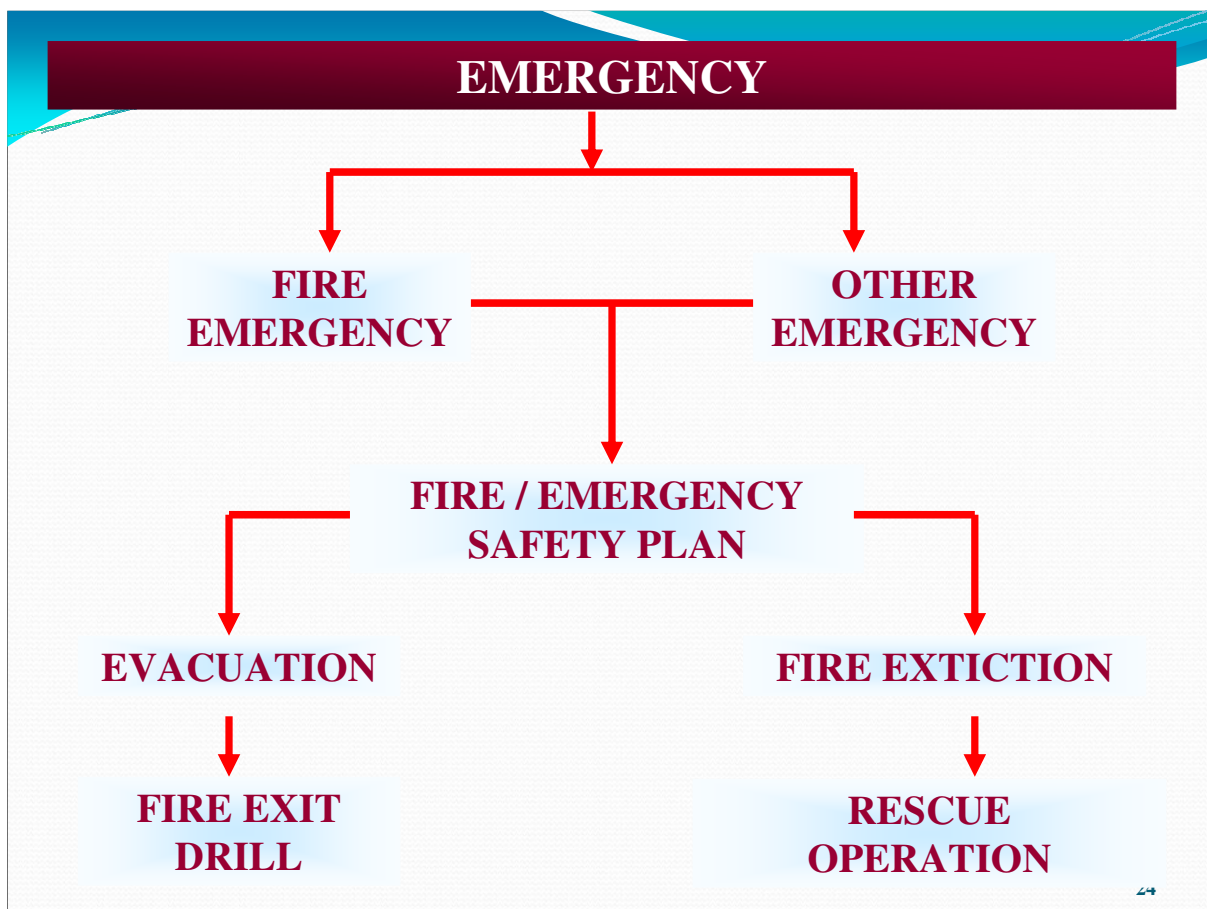 EMERGENCY
FIRE
EMERGENCY
OTHER
EMERGENCY
FIRE / EMERGENCY
SAFETY PLAN
EVACUATION
FIRE EXTICTION
FIRE EXIT
DRILL
RESCUE
OPERATION
24